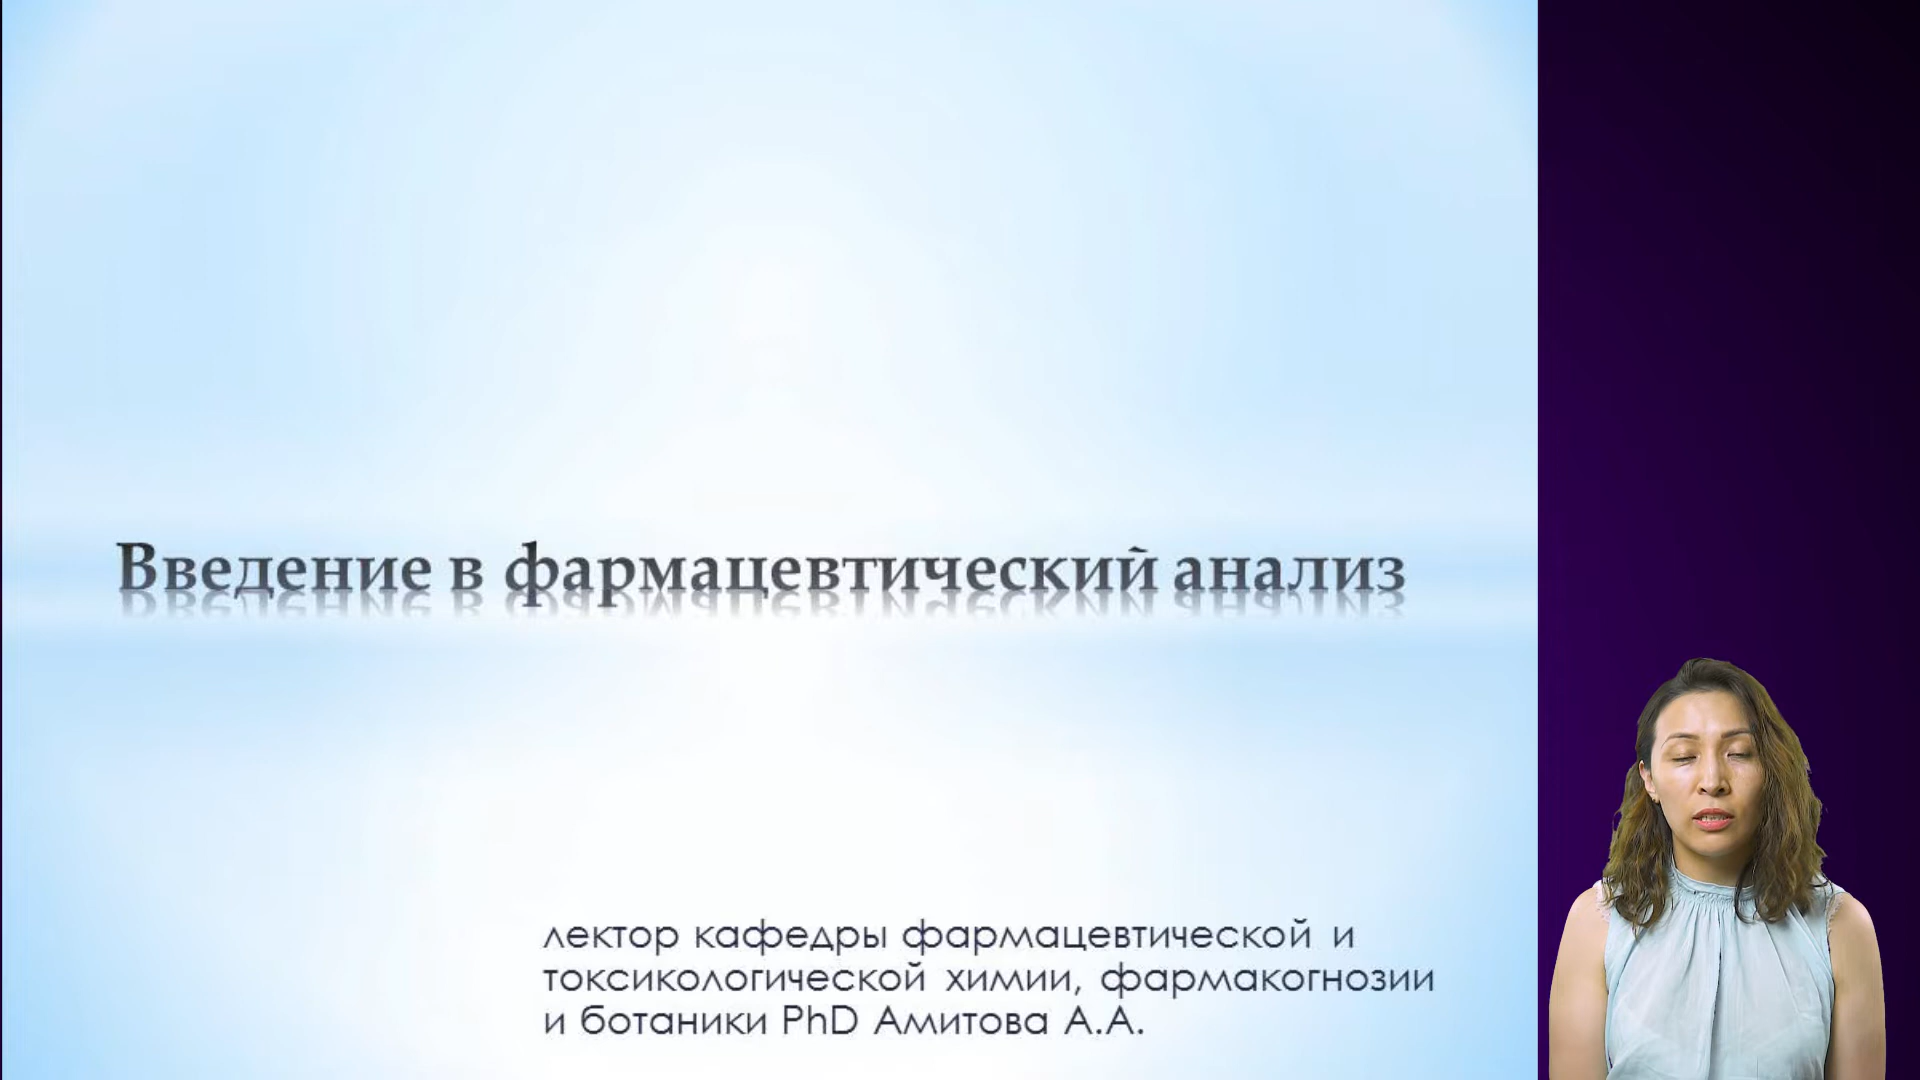 Введение в фармацевтический анализ
лектор кафедры фармацевтической и
токсикологической химии, фармакогнозии
и ботаники PhD Амитова А.А.